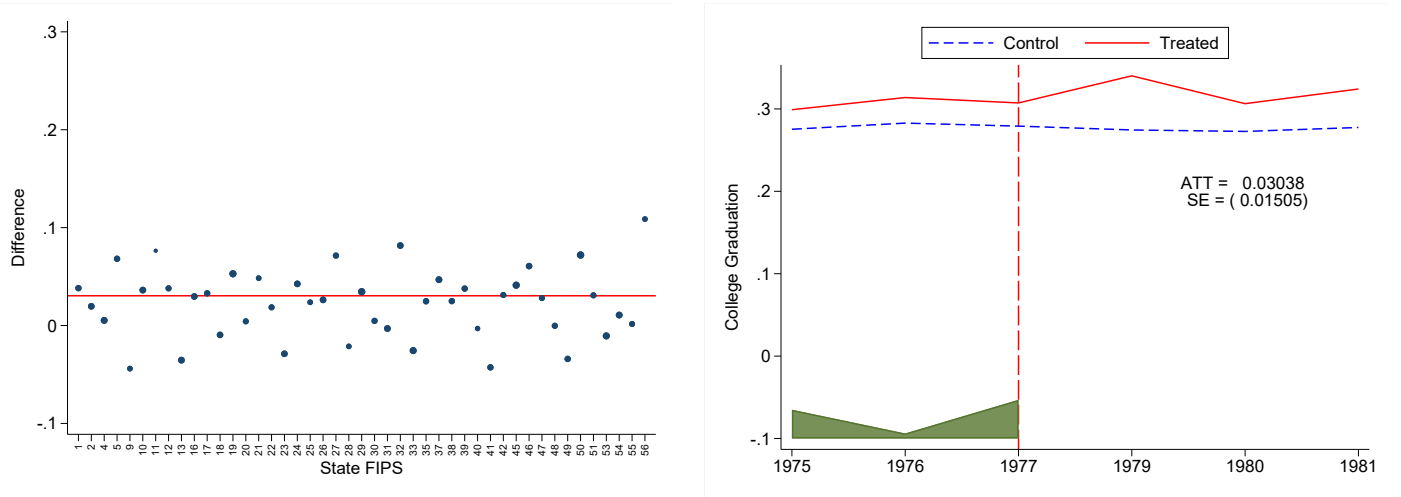 .3
.2
.1
0
-.1
Difference
1 2 4 5 9 10 11 12 13 16 17 18 19 20 21 22 23 24 25 26 27 28 29 30 31 32 33 35 37 38 39 40 41 42 45 46 47 48 49 50 51 53 54 55 56
State FIPS
Control Treated
.3
.2
.1
0
-.1
College Graduation
ATT = 0.03038
SE = ( 0.01505)
1975 1976 1977 1979 1980 1981